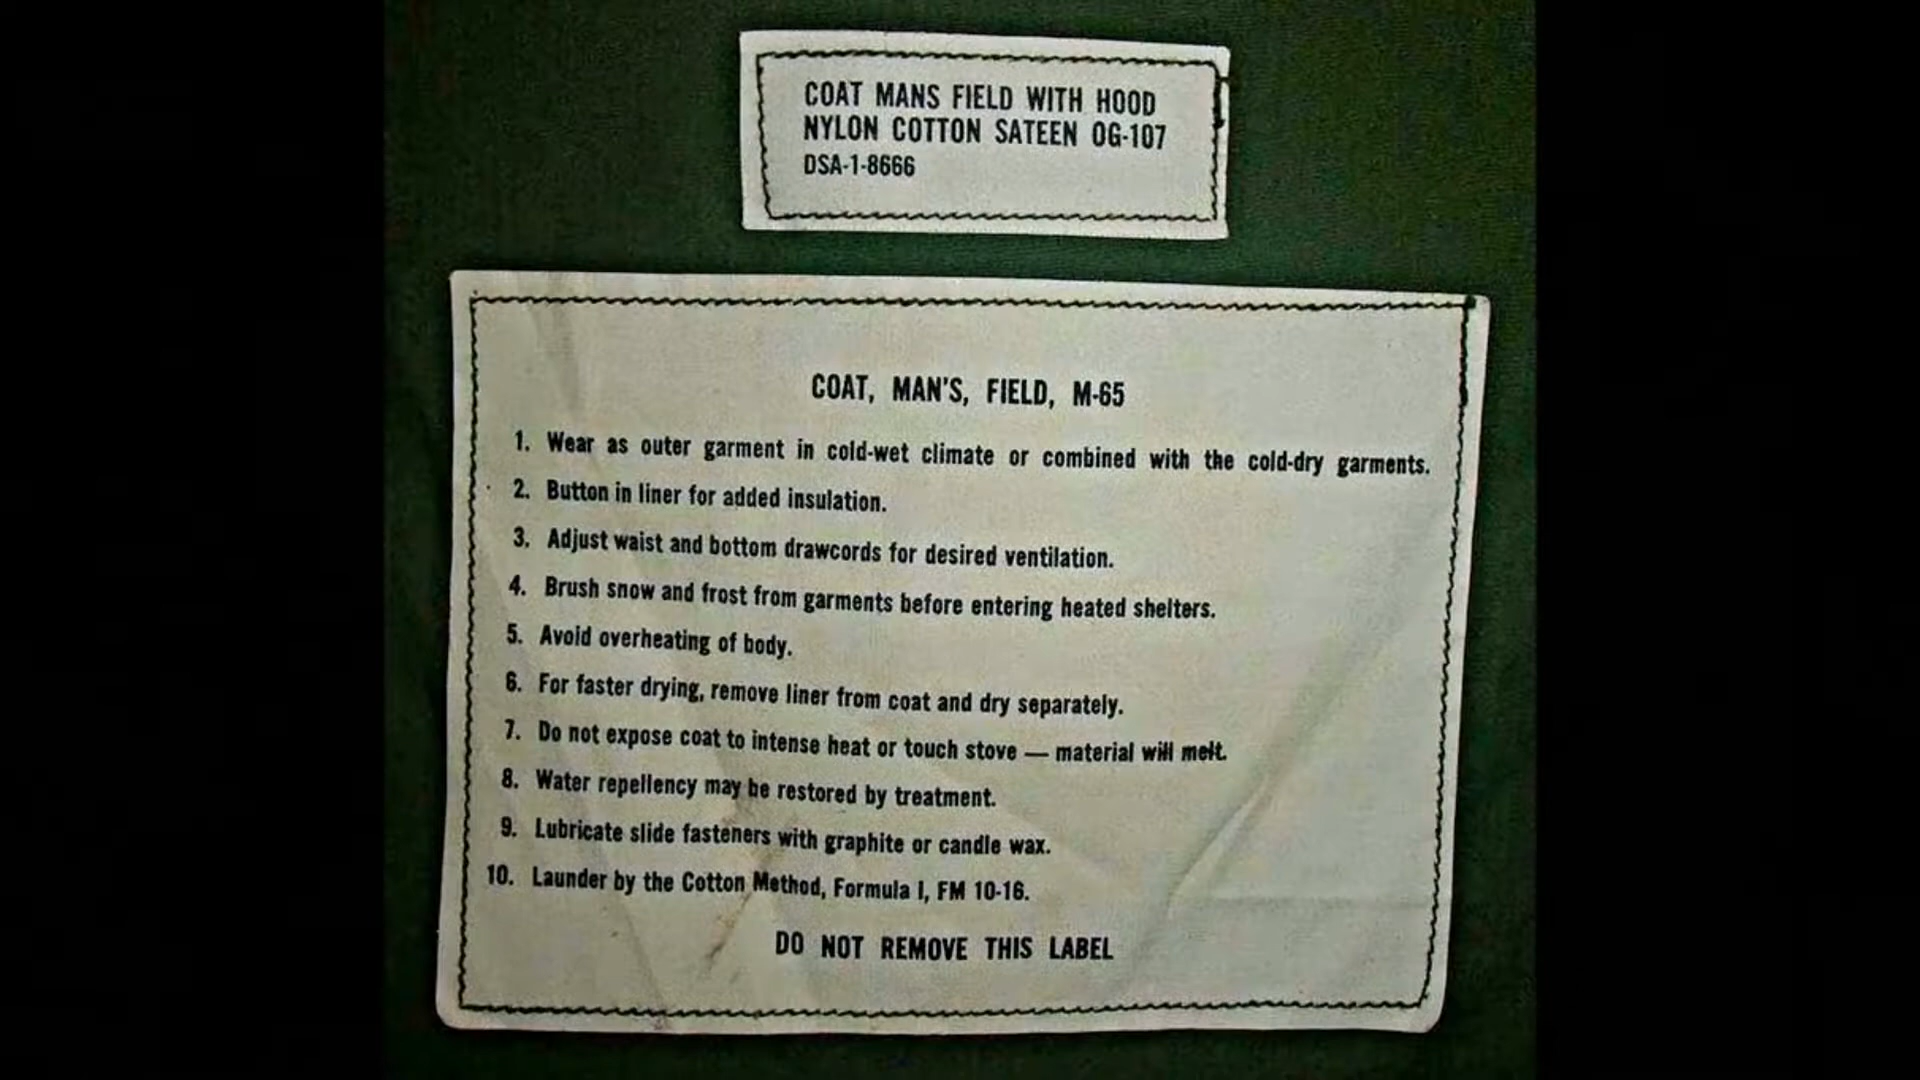 COAT MANS FIELD WITH HOOD
NYLON COTTON SATEEN OG-107
DSA-1-8666
COAT, MAN'S, FIELD, M-65
1. Wear as outer garment in cold-wet climate or combined with the cold-dry garments.
2. Button in liner for added insulation.
3. Adjust waist and bottom drawcords for desired ventilation.
4. Brush snow and frost from garments before entering heated shelters.
5. Avoid overheating of body.
6. For faster drying, remove liner from coat and dry separately.
7. Do not expose coat to intense heat or touch stove — material will melt.
8. Water repellency may be restored by treatment.
9. Lubricate slide fasteners with graphite or candle wax.
10. Launder by the Cotton Method, Formula I, FM 10-16.
DO NOT REMOVE THIS LABEL